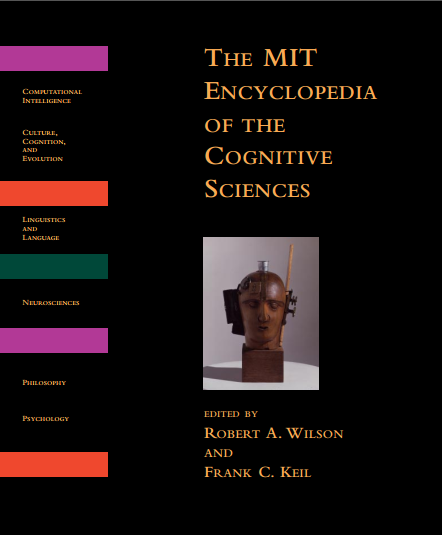 The MIT
Encyclopedia
of the
Cognitive
Sciences
Computational
Intelligence
Culture,
Cognition,
and
Evolution
Linguistics
and
Language
Neurosciences
Philosophy
Psychology
edited by
Robert A. Wilson
and
Frank C. Keil